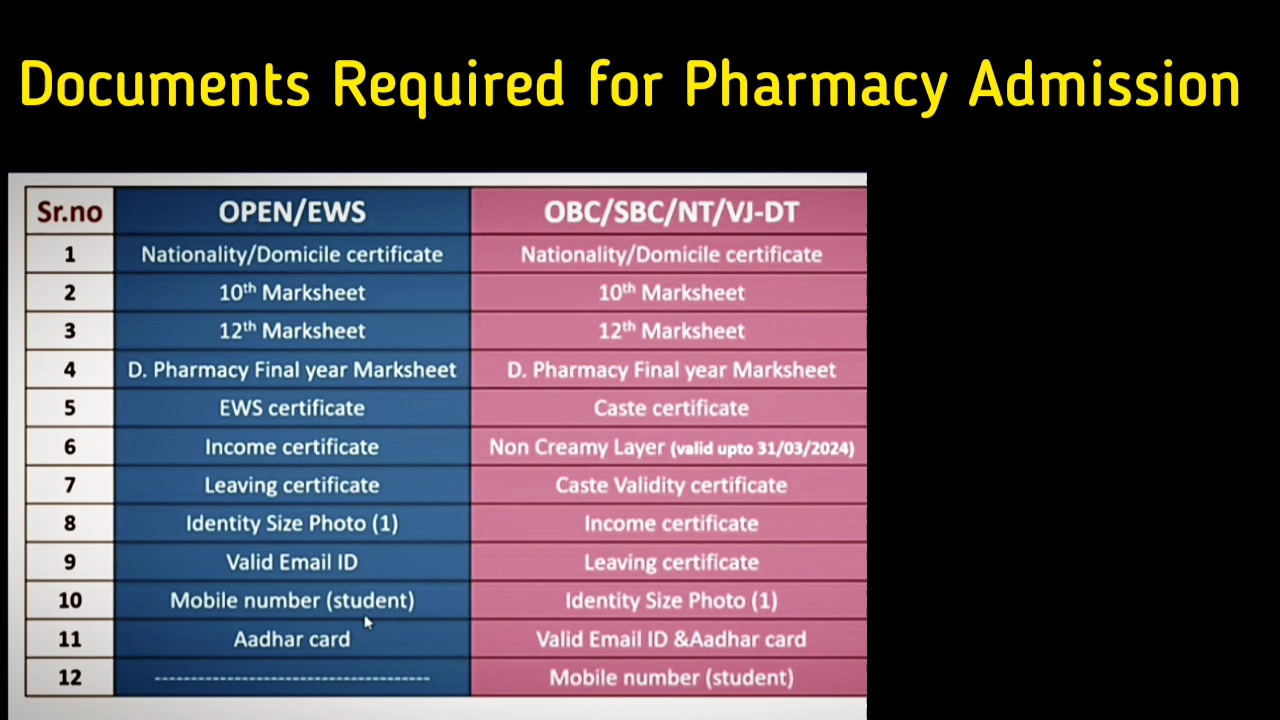 Documents Required for Pharmacy Admission
Sr.no OPEN/EWS OBC/SBC/NT/VJ-DT
1 Nationality/Domicile certificate Nationality/Domicile certificate
2 10th Marksheet 10th Marksheet
3 12th Marksheet 12th Marksheet
4 D. Pharmacy Final year Marksheet D. Pharmacy Final year Marksheet
5 EWS certificate Caste certificate
6 Income certificate Non Creamy Layer (valid upto 31/03/2024)
7 Leaving certificate Caste Validity certificate
8 Identity Size Photo (1) Income certificate
9 Valid Email ID Leaving certificate
10 Mobile number (student) Identity Size Photo (1)
11 Aadhar card Valid Email ID &Aadhar card
12 -------------------------------------- Mobile number (student)